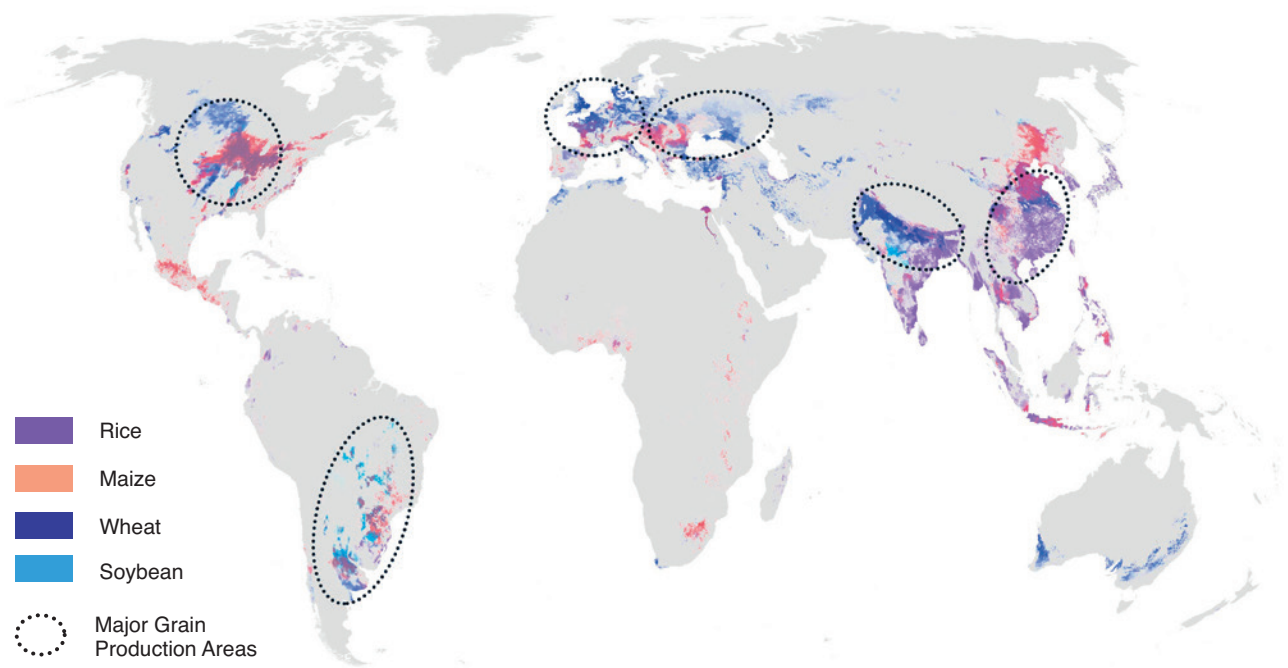 Rice
Maize
Wheat
Soybean
Major Grain
Production Areas